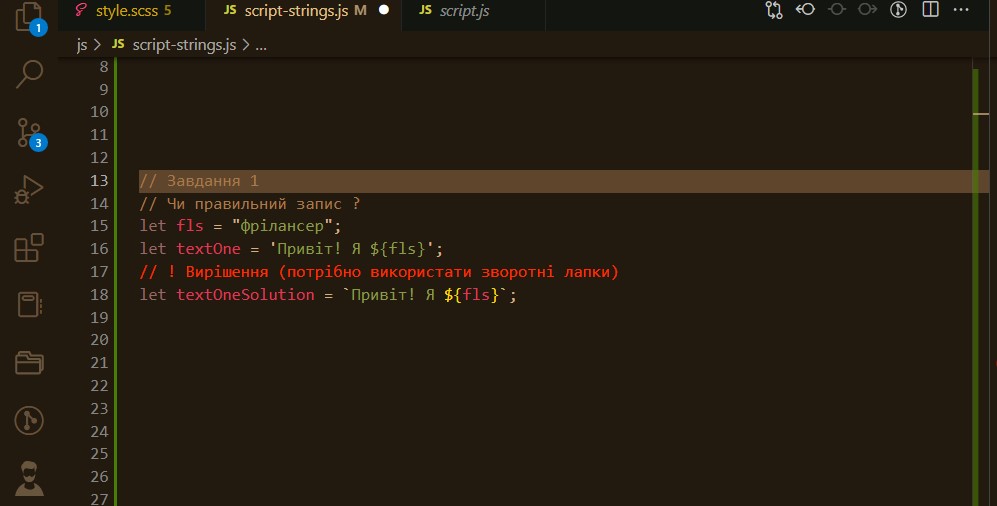 1
style.scss 5
JS script-strings.js M
JS script.js
js > JS script-strings.js > ...
3
8
9
10
11
12
13 // Завдання 1
14 // Чи правильний запис ?
15 let fls = "фрілансер";
16 let textOne = 'Привіт! Я ${fls}';
17 // ! Вирішення (потрібно використати зворотні лапки)
18 let textOneSolution = `Привіт! Я ${fls}`;
19
20
21
22
23
24
25
26
27